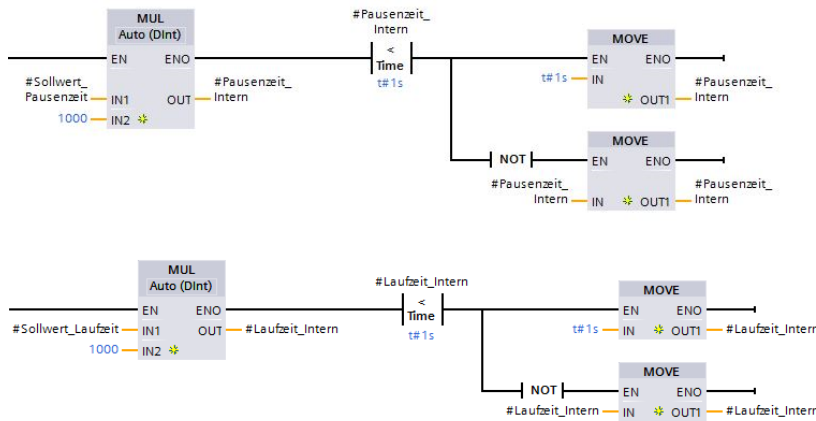 MUL
Auto (DInt)
EN ENO
#Sollwert_
Pausenzeit IN1 OUT
1000 IN2
#Pausenzeit_
Intern
#Pausenzeit_
Intern
<
Time
t#1s
MOVE
EN ENO
t#1s IN
OUT1
#Pausenzeit_
Intern
NOT
MOVE
EN ENO
#Pausenzeit_
Intern IN OUT1
#Pausenzeit_
Intern
MUL
Auto (DInt)
EN ENO
#Sollwert_Laufzeit IN1 OUT #Laufzeit_Intern
1000 IN2
#Laufzeit_Intern
<
Time
t#1s
MOVE
EN ENO
t#1s IN OUT1 #Laufzeit_Intern
NOT
MOVE
EN ENO
#Laufzeit_Intern IN OUT1 #Laufzeit_Intern